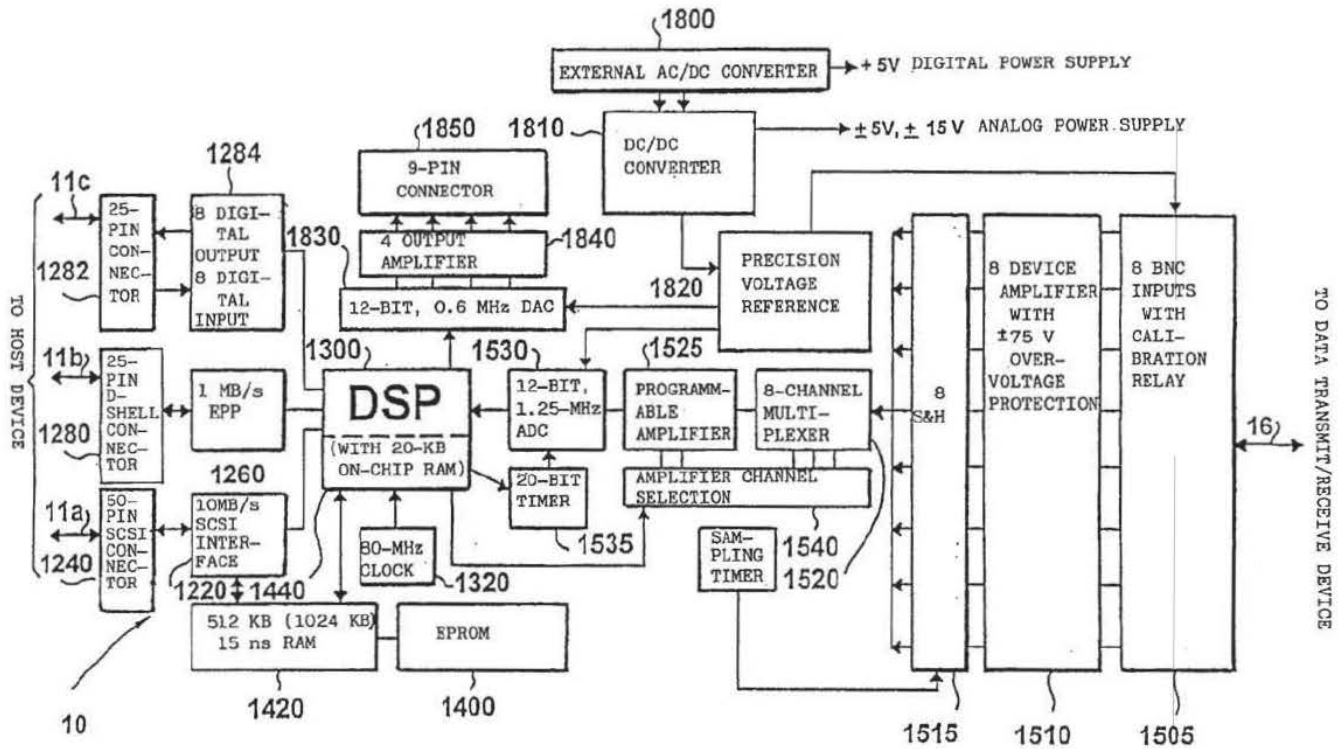 1800
EXTERNAL AC/DC CONVERTER
+5V DIGITAL POWER SUPPLY
1810
DC/DC
CONVERTER
±5V, ± 15V ANALOG POWER SUPPLY
1850
9-PIN
CONNECTOR
1284
11c
25-
PIN
CON-
NEC-
TOR
1282
8 DIGI-
TAL
OUTPUT
8 DIGI-
TAL
INPUT
1830
4 OUTPUT
AMPLIFIER
1840
12-BIT, 0.6 MHz DAC
1820
PRECISION
VOLTAGE
REFERENCE
TO HOST DEVICE
11b
25-
PIN
D-
SHELL
CON-
NEC-
TOR
1280
1 MB/s
EPP
1300
DSP
(WITH 20-KB
ON-CHIP RAM)
1530
12-BIT,
1.25-MHz
ADC
1525
PROGRAMM-
ABLE
AMPLIFIER
8-CHANNEL
MULTI-
PLEXER
8
S&H
8 DEVICE
AMPLIFIER
WITH
±75 V
OVER-
VOLTAGE
PROTECTION
8 BNC
INPUTS
WITH
CALI-
BRATION
RELAY
16
TO DATA TRANSMIT/RECEIVE DEVICE
11a
50-
PIN
SCSI
CON-
NEC-
TOR
1240
1260
10MB/s
SCSI
INTER-
FACE
1220
1440
80-MHz
CLOCK
1320
20-BIT
TIMER
1535
AMPLIFIER CHANNEL
SELECTION
1540
1520
SAM-
PLING
TIMER
512 KB (1024 KB)
15 ns RAM
EPROM
10
1420
1400
1515
1510
1505